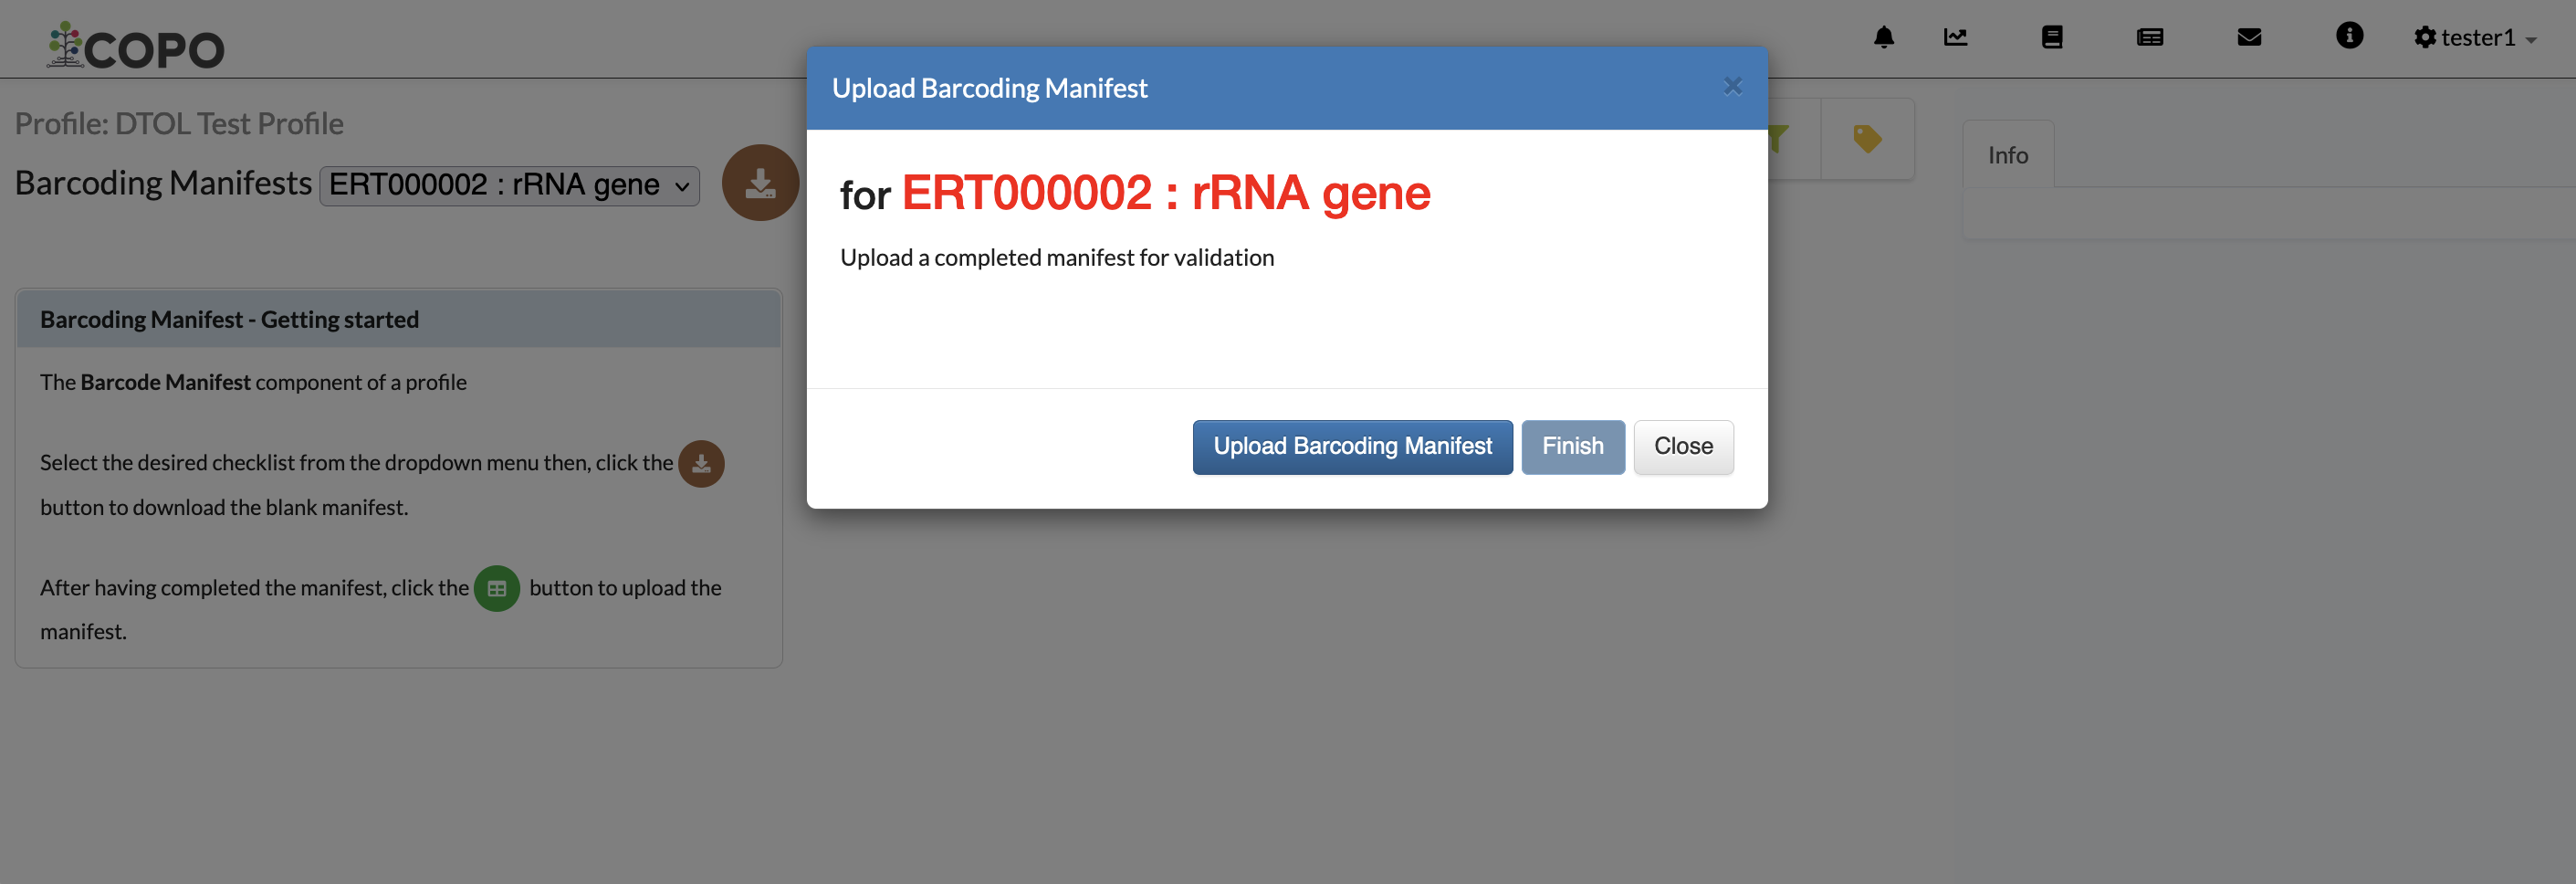 COPO
tester1
Profile: DTOL Test Profile
Barcoding Manifests ERT000002 : rRNA gene
Info
Barcoding Manifest - Getting started
The Barcode Manifest component of a profile
Select the desired checklist from the dropdown menu then, click the
button to download the blank manifest.
After having completed the manifest, click the button to upload the
manifest.
Upload Barcoding Manifest
for ERT000002 : rRNA gene
Upload a completed manifest for validation
Upload Barcoding Manifest Finish Close